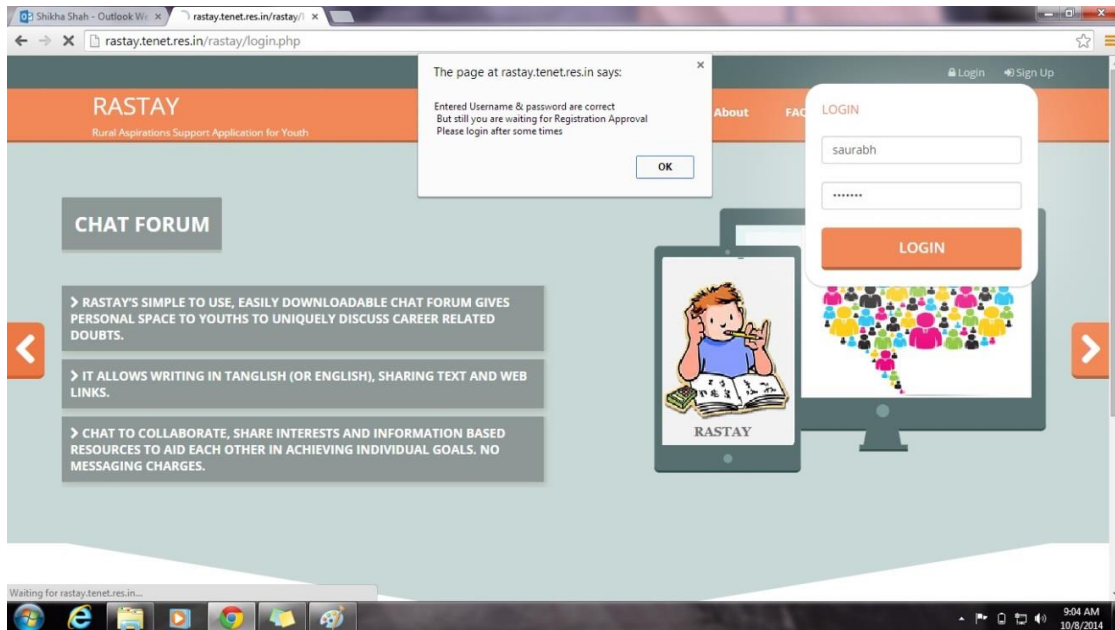 Shikha Shah - Outlook We
rastay.tenet.res.in/rastay/l
rastay.tenet.res.in/rastay/login.php
The page at rastay.tenet.res.in says:
Entered Username & password are correct
But still you are waiting for Registration Approval
Please login after some times
OK
Login
Sign Up
RASTAY
Rural Aspirations Support Application for Youth
About
FAQ
LOGIN
saurabh
LOGIN
CHAT FORUM
RASTAY'S SIMPLE TO USE, EASILY DOWNLOADABLE CHAT FORUM GIVES
PERSONAL SPACE TO YOUTHS TO UNIQUELY DISCUSS CAREER RELATED
DOUBTS.
IT ALLOWS WRITING IN TANGLISH (OR ENGLISH), SHARING TEXT AND WEB
LINKS.
CHAT TO COLLABORATE, SHARE INTERESTS AND INFORMATION BASED
RESOURCES TO AID EACH OTHER IN ACHIEVING INDIVIDUAL GOALS. NO
MESSAGING CHARGES.
RASTAY
Waiting for rastay.tenet.res.in...
9:04 AM
10/8/2014